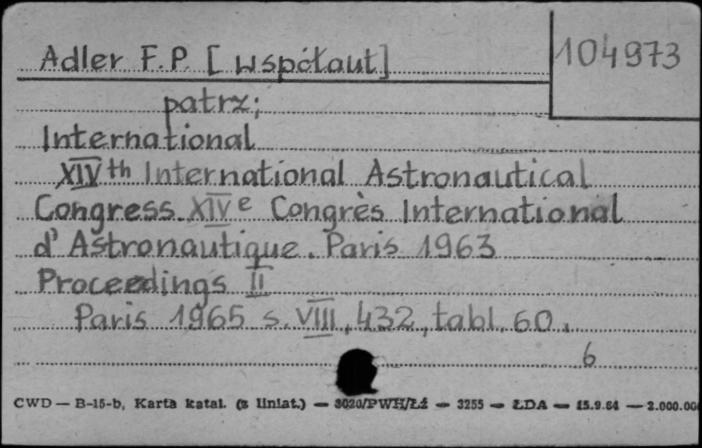 Adler F.P. [współaut]
104973
patrz;
International
XIVth International Astronautical
Congress. XIVe Congrès International
d'Astronautique. Paris 1963
Proceedings II
Paris 1965 s. VIII, 432, tabl. 60.
6
CWD — B-15-b, Karta katal. (z liniat.) — 3020/PWH/Łź — 3255 — ŁDA — 15.9.64 — 2.000.00